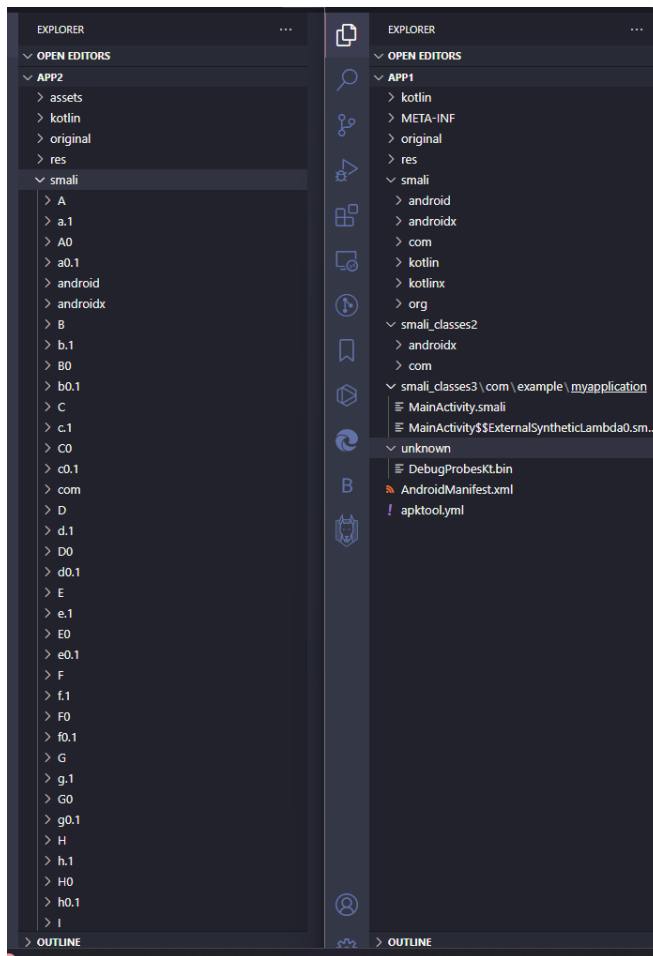 EXPLORER
OPEN EDITORS
APP2
assets
kotlin
original
res
smali
A
a.1
A0
a0.1
android
androidx
B
b.1
B0
b0.1
C
c.1
C0
c0.1
com
D
d.1
D0
d0.1
E
e.1
E0
e0.1
F
f.1
F0
f0.1
G
g.1
G0
g0.1
H
h.1
H0
h0.1
I
OUTLINE
B
EXPLORER
OPEN EDITORS
APP1
kotlin
META-INF
original
res
smali
android
androidx
com
kotlin
kotlinx
org
smali_classes2
androidx
com
smali_classes3\com\example\myapplication
MainActivity.smali
MainActivity$$ExternalSyntheticLambda0.sm...
unknown
DebugProbesKt.bin
AndroidManifest.xml
! apktool.yml
OUTLINE